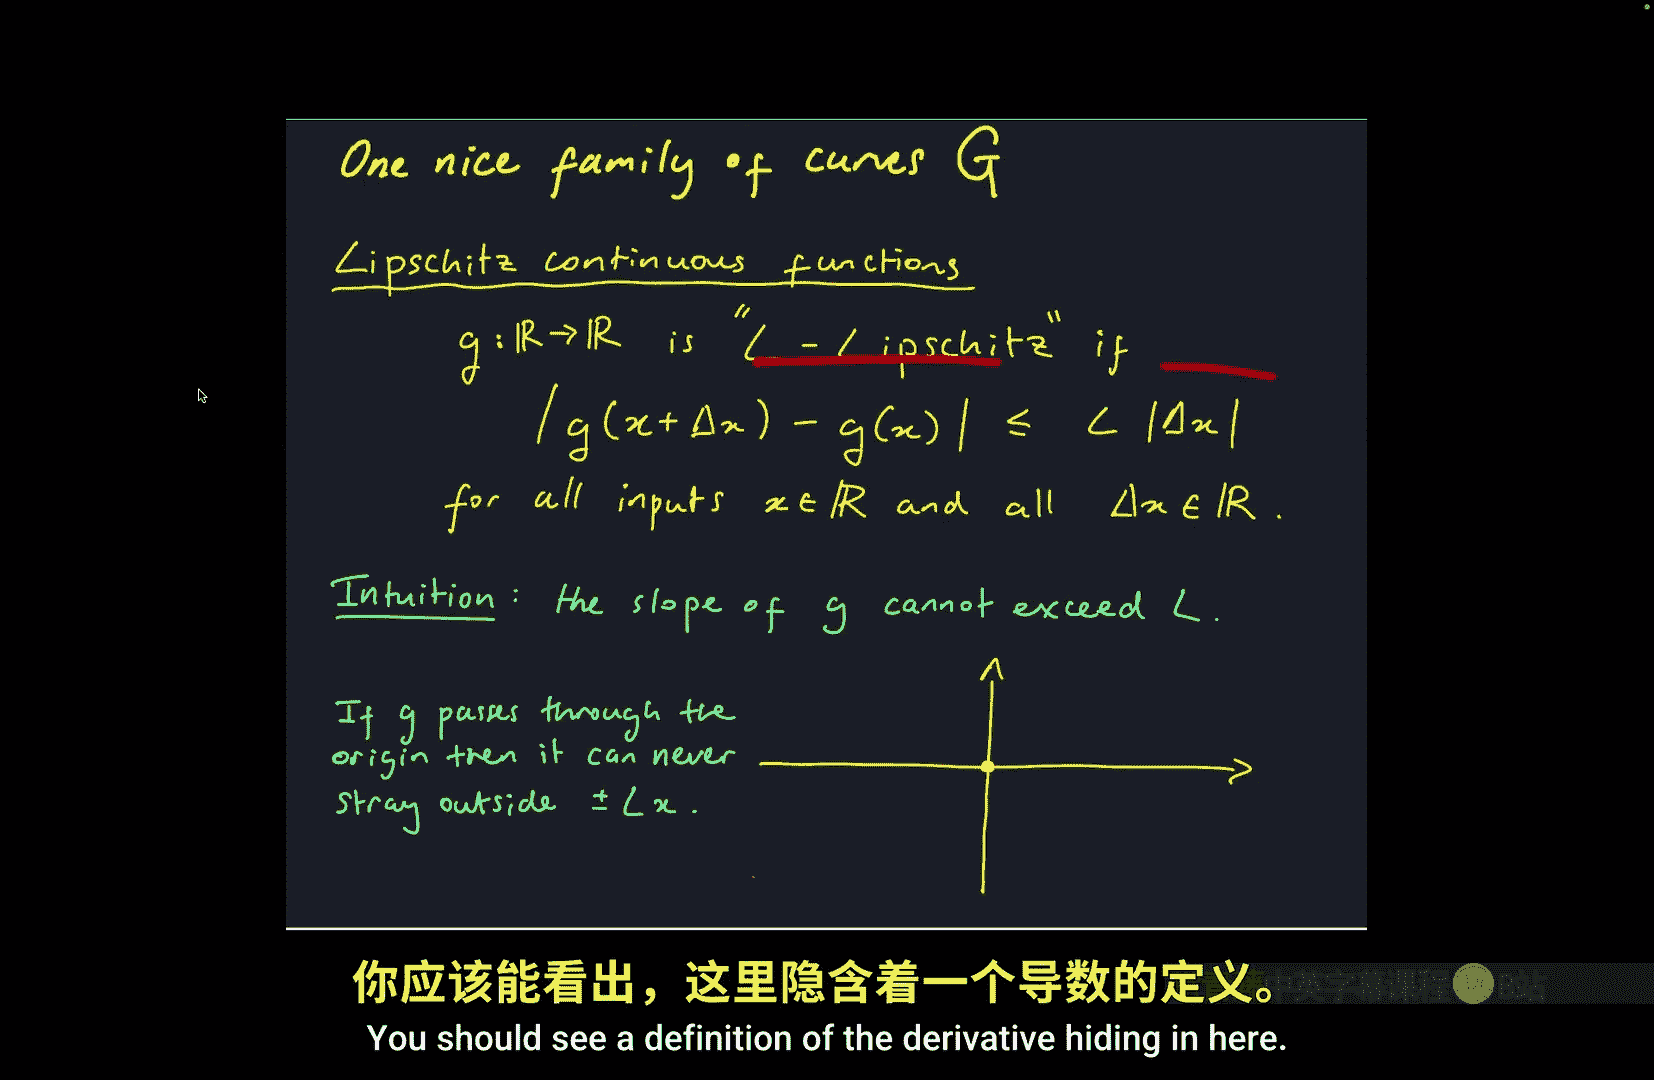 One nice family of curves G
Lipschitz continuous functions
g : ℝ → ℝ is "L - Lipschitz" if
|g(x+Δx) - g(x)| ≤ L |Δx|
for all inputs x ∈ ℝ and all Δx ∈ ℝ.
Intuition: the slope of g cannot exceed L.
If g passes through the
origin then it can never
stray outside ± Lx.
你应该能看出，这里隐含着一个导数的定义。
You should see a definition of the derivative hiding in here.